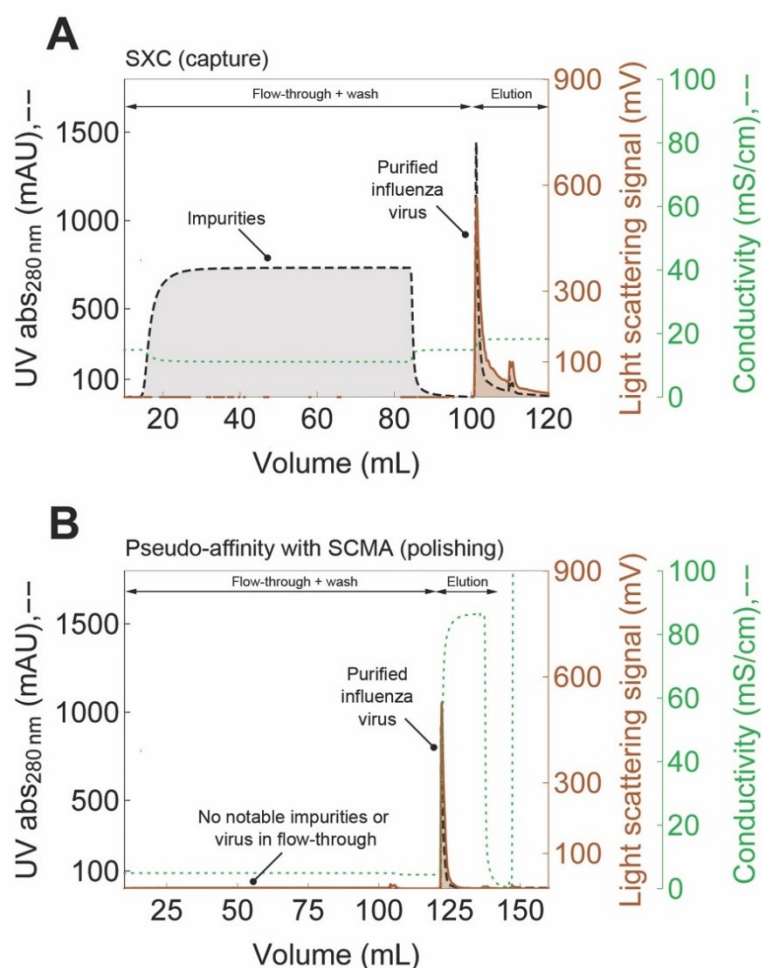 A
SXC (capture)
Flow-through + wash
Elution
UV abs280 nm (mAU),--
1500
1000
500
100
Impurities
Purified
influenza
virus
900
600
300
100
Light scattering signal (mV)
100
80
60
40
20
0
Conductivity (mS/cm),--
20
40
60
80
100
120
Volume (mL)
B
Pseudo-affinity with SCMA (polishing)
Flow-through + wash
Elution
UV abs280 nm (mAU),--
1500
1000
500
100
Purified
influenza
virus
No notable impurities or
virus in flow-through
900
600
300
100
Light scattering signal (mV)
100
80
60
40
20
0
Conductivity (mS/cm),--
25
50
75
100
125
150
Volume (mL)